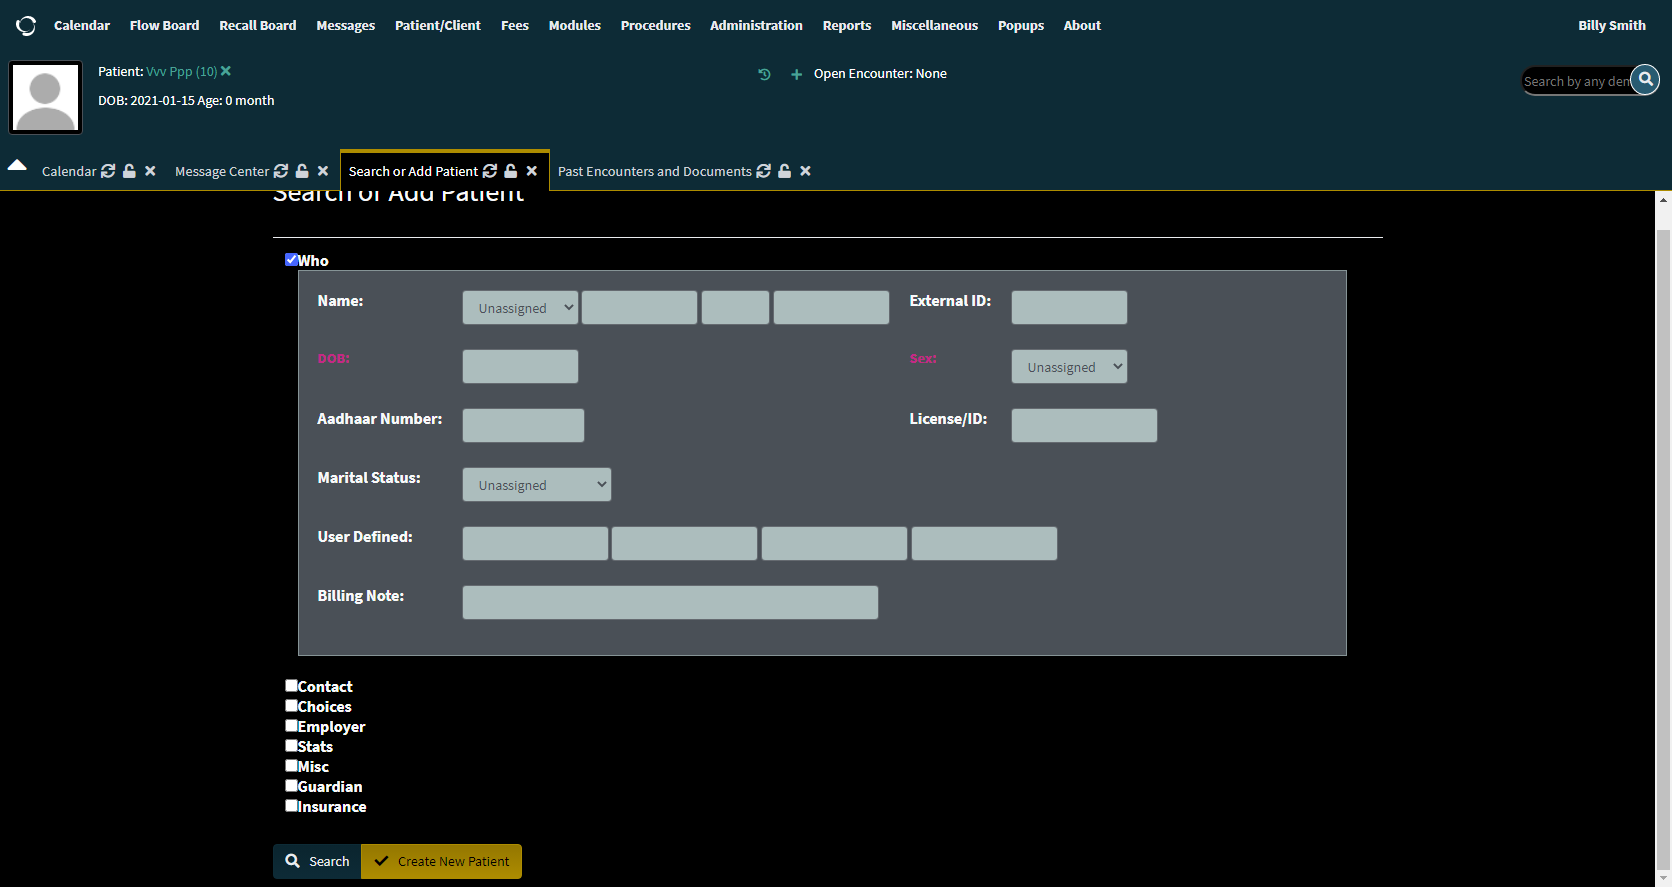 Calendar Flow Board Recall Board Messages Patient/Client Fees Modules Procedures Administration Reports Miscellaneous Popups About Billy Smith
Patient: Vvv Ppp (10)
Open Encounter: None
Search by any den
DOB: 2021-01-15 Age: 0 month
Calendar Message Center Search or Add Patient Past Encounters and Documents
Search or Add Patient
Who
Name: Unassigned External ID:
DOB: Sex: Unassigned
Aadhaar Number: License/ID:
Marital Status: Unassigned
User Defined:
Billing Note:
Contact
Choices
Employer
Stats
Misc
Guardian
Insurance
Search Create New Patient